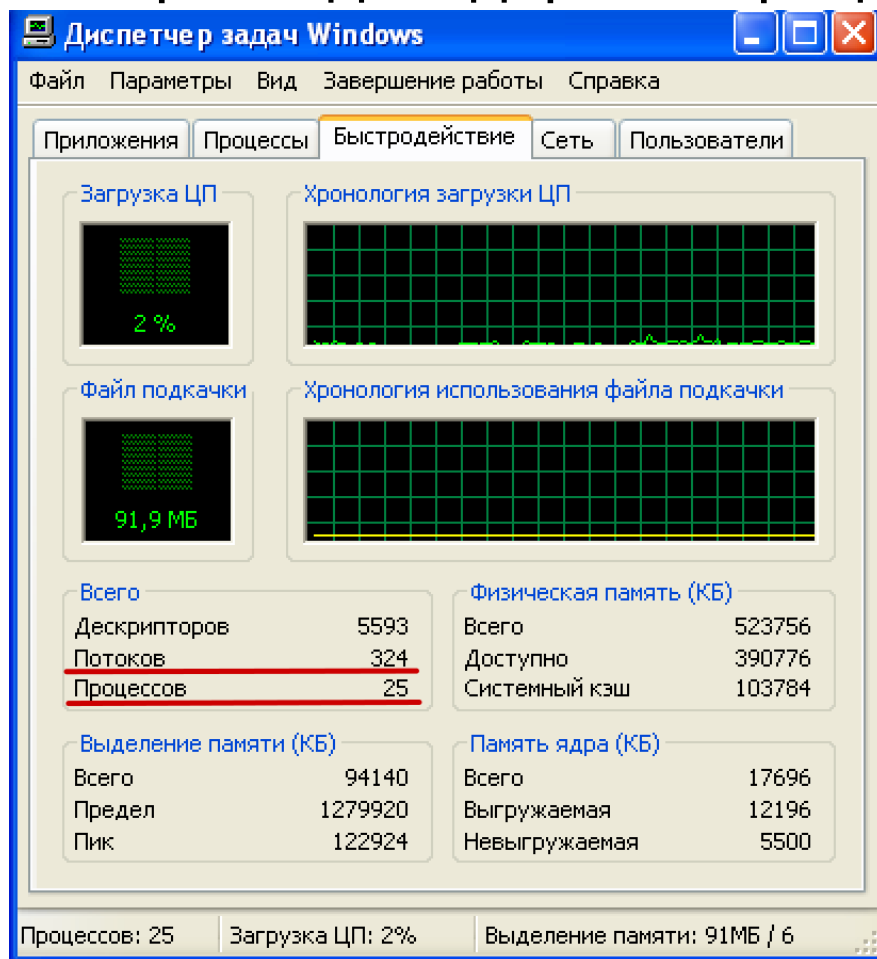 Диспетчер задач Windows
Файл Параметры Вид Завершение работы Справка
Приложения Процессы Быстродействие Сеть Пользователи
Загрузка ЦП Хронология загрузки ЦП
2 %
Файл подкачки Хронология использования файла подкачки
91,9 МБ
Всего
Дескрипторов 5593
Потоков 324
Процессов 25
Физическая память (КБ)
Всего 523756
Доступно 390776
Системный кэш 103784
Выделение памяти (КБ)
Всего 94140
Предел 1279920
Пик 122924
Память ядра (КБ)
Всего 17696
Выгружаемая 12196
Невыгружаемая 5500
Процессов: 25 Загрузка ЦП: 2% Выделение памяти: 91МБ / 6